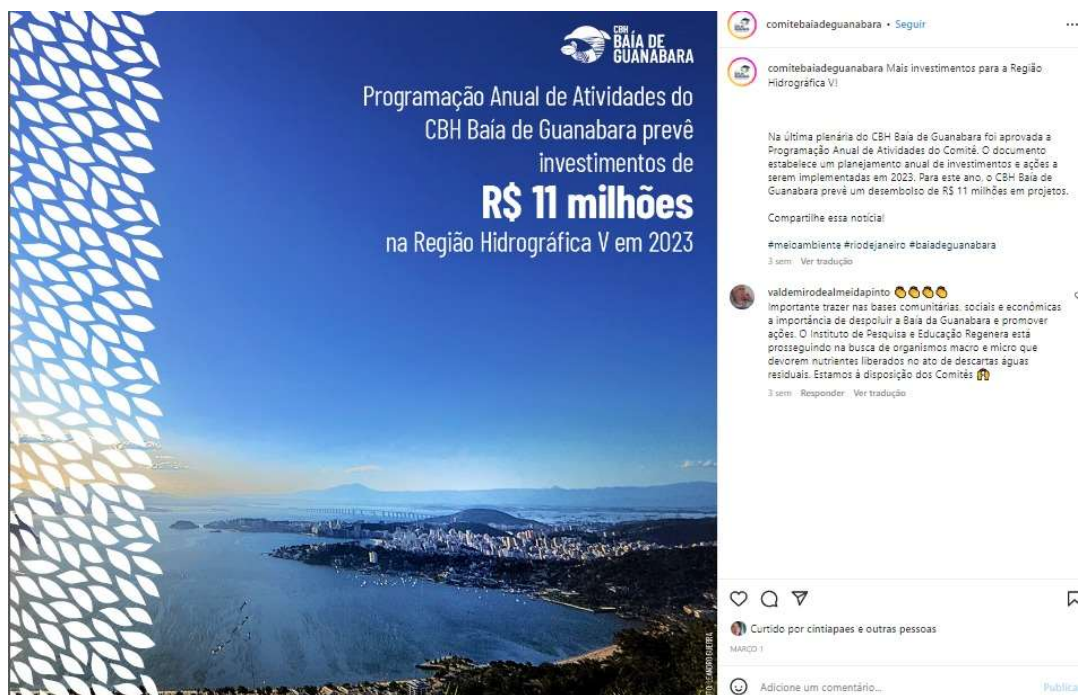 CBH
BAÍA DE
GUANABARA
Programação Anual de Atividades do
CBH Baía de Guanabara prevê
investimentos de
R$ 11 milhões
na Região Hidrográfica V em 2023
FOTO: LEANDRO GUERRA
comitebaiadeguanabara • Seguir
comitebaiadeguanabara Mais investimentos para a Região
Hidrográfica V!
Na última plenária do CBH Baía de Guanabara foi aprovada a
Programação Anual de Atividades do Comitê. O documento
estabelece um planejamento anual de investimentos e ações a
serem implementadas em 2023. Para este ano, o CBH Baía de
Guanabara prevê um desembolso de R$ 11 milhões em projetos.
Compartilhe essa notícia!
#meioambiente #riodejaneiro #baiadeguanabara
3 sem Ver tradução
valdemirodealmeidapinto 👏👏👏👏
Importante trazer nas bases comunitárias, sociais e econômicas
a importância de despoluir a Baía da Guanabara e promover
ações. O Instituto de Pesquisa e Educação Regenera está
prosseguindo na busca de organismos macro e micro que
devorem nutrientes liberados no ato de descartas águas
residuais. Estamos à disposição dos Comitês 🙌
3 sem Responder Ver tradução
Curtido por cintiapaes e outras pessoas
MARÇO 1
Adicione um comentário...
Publica